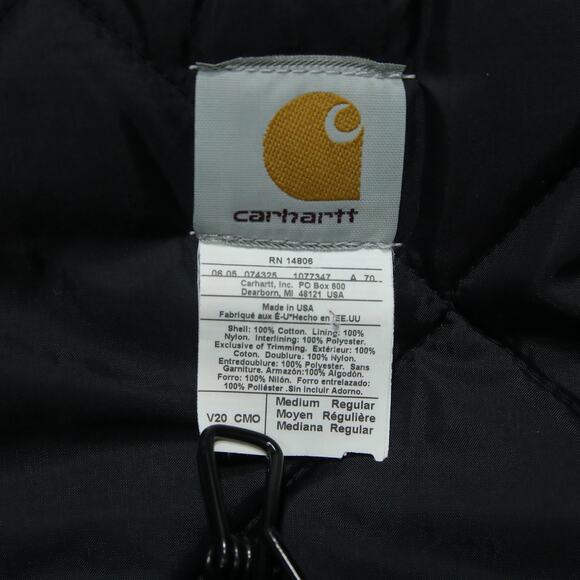 carhartt
RN 14806
06 05 074325 1077347 A 70
Carhartt, Inc. PO Box 600
Dearborn, MI 48121 USA
Made in USA
Fabriqué aux É-U*Hecho en EE.UU
Shell: 100% Cotton. Lining: 100%
Nylon. Interlining: 100% Polyester.
Exclusive of Trimming. Extérieur: 100%
Coton. Doublure: 100% Nylon.
Entredoublure: 100% Polyester. Sans
Garniture. Armazón:100% Algodón.
Forro: 100% Nilón. Forro entrelazado:
100% Poliéster .Sin incluir Adorno.
V20 CMO
Medium Regular
Moyen Régulière
Mediana Regular